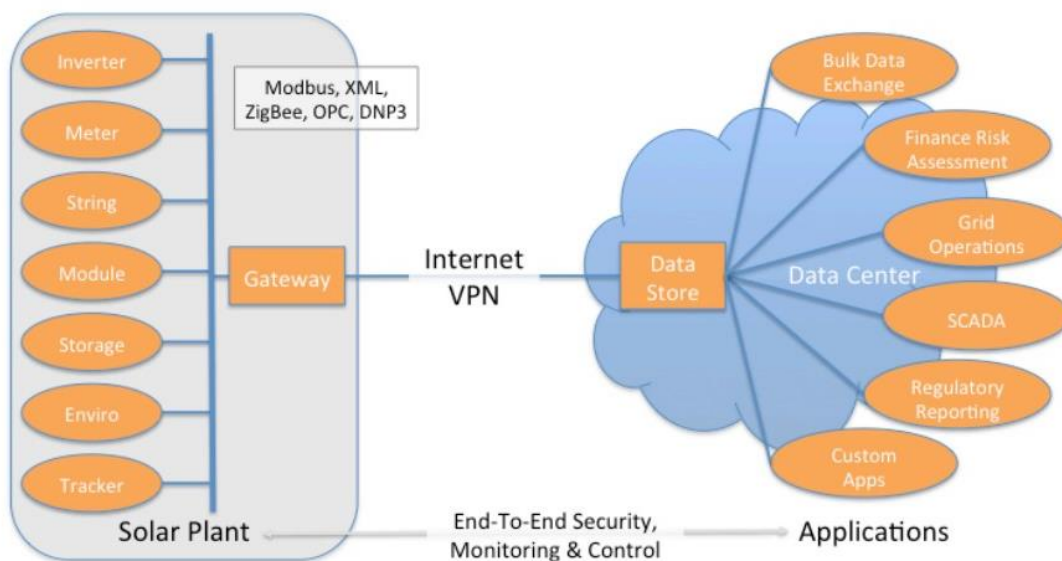 Inverter
Meter
String
Module
Storage
Enviro
Tracker
Modbus, XML,
ZigBee, OPC, DNP3
Gateway
Solar Plant
Internet
VPN
End-To-End Security,
Monitoring & Control
Data
Store
Data Center
Bulk Data
Exchange
Finance Risk
Assessment
Grid
Operations
SCADA
Regulatory
Reporting
Custom
Apps
Applications